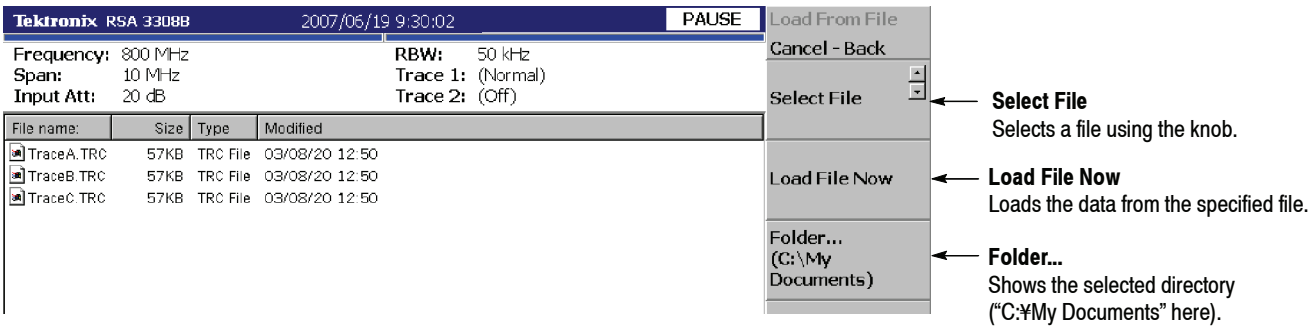 Tektronix RSA 3308B 2007/06/19 9:30:02 PAUSE
Frequency: 800 MHz RBW: 50 kHz
Span: 10 MHz Trace 1: (Normal)
Input Att: 20 dB Trace 2: (Off)
File name: Size Type Modified
TraceA.TRC 57KB TRC File 03/08/20 12:50
TraceB.TRC 57KB TRC File 03/08/20 12:50
TraceC.TRC 57KB TRC File 03/08/20 12:50
Load From File
Cancel - Back
Select File
Load File Now
Folder...
(C:\My
Documents)
Select File
Selects a file using the knob.
Load File Now
Loads the data from the specified file.
Folder...
Shows the selected directory
(“C:¥My Documents” here).